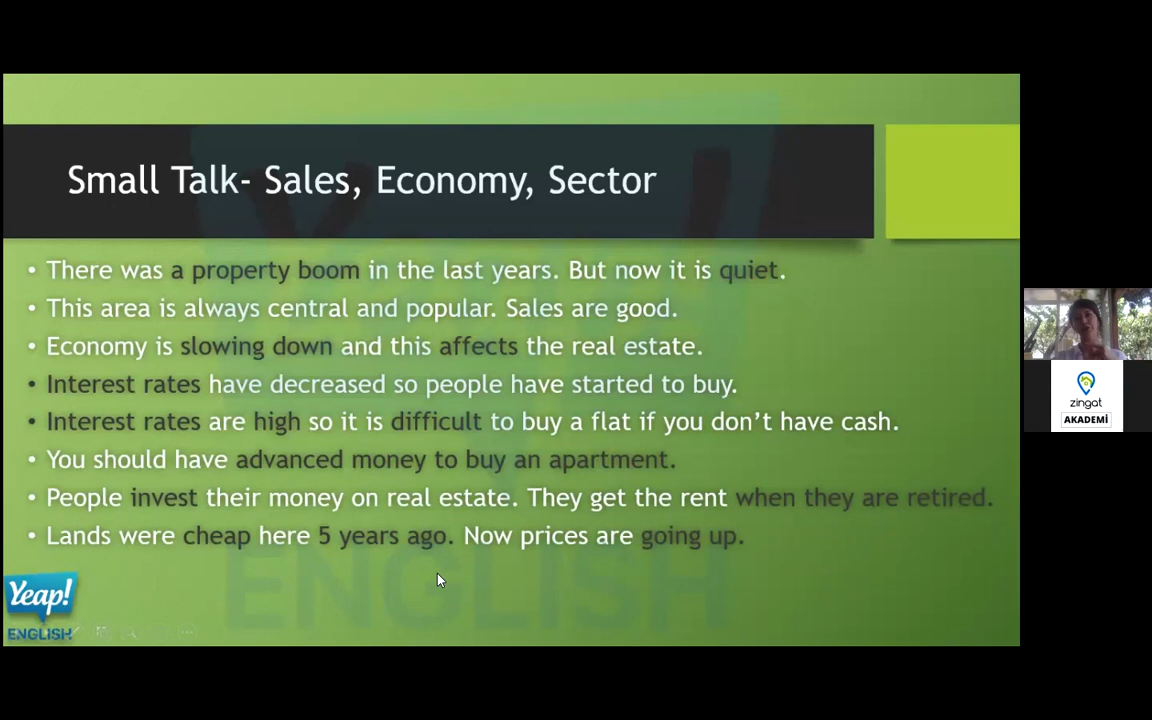 Small Talk- Sales, Economy, Sector
• There was a property boom in the last years. But now it is quiet.
• This area is always central and popular. Sales are good.
• Economy is slowing down and this affects the real estate.
• Interest rates have decreased so people have started to buy.
• Interest rates are high so it is difficult to buy a flat if you don’t have cash.
• You should have advanced money to buy an apartment.
• People invest their money on real estate. They get the rent when they are retired.
• Lands were cheap here 5 years ago. Now prices are going up.
ENGLISH
Yeap!
ENGLISH
zingat
AKADEMİ